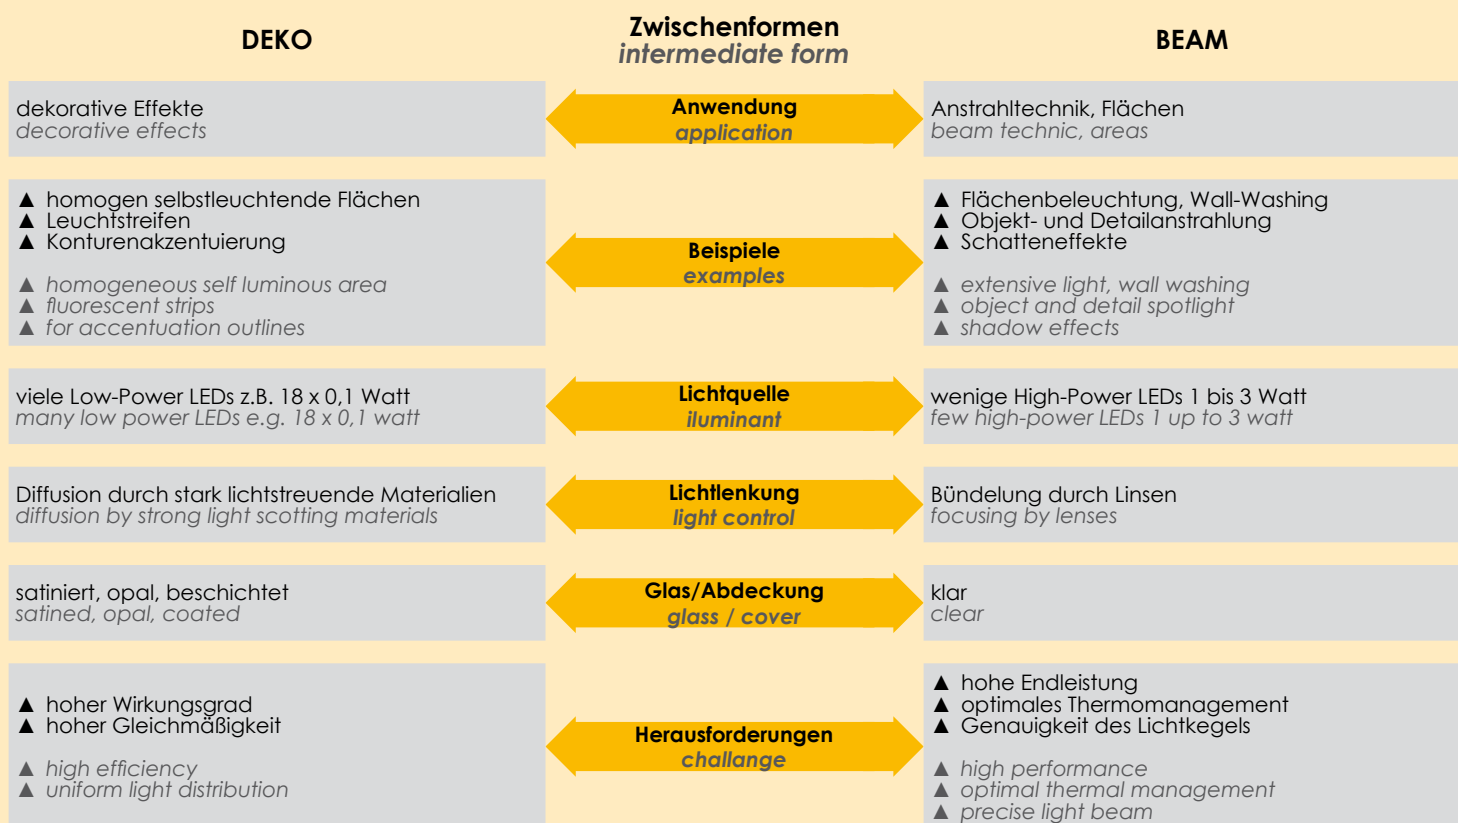 DEKO
Zwischenformen
intermediate form
BEAM
dekorative Effekte
decorative effects
Anwendung
application
Anstrahltechnik, Flächen
beam technic, areas
▲ homogen selbstleuchtende Flächen
▲ Leuchtstreifen
▲ Konturenakzentuierung
▲ homogeneous self luminous area
▲ fluorescent strips
▲ for accentuation outlines
Beispiele
examples
▲ Flächenbeleuchtung, Wall-Washing
▲ Objekt- und Detailanstrahlung
▲ Schatteneffekte
▲ extensive light, wall washing
▲ object and detail spotlight
▲ shadow effects
viele Low-Power LEDs z.B. 18 x 0,1 Watt
many low power LEDs e.g. 18 x 0,1 watt
Lichtquelle
iluminant
wenige High-Power LEDs 1 bis 3 Watt
few high-power LEDs 1 up to 3 watt
Diffusion durch stark lichtstreuende Materialien
diffusion by strong light scotting materials
Lichtlenkung
light control
Bündelung durch Linsen
focusing by lenses
satiniert, opal, beschichtet
satined, opal, coated
Glas/Abdeckung
glass / cover
klar
clear
▲ hoher Wirkungsgrad
▲ hoher Gleichmäßigkeit
▲ high efficiency
▲ uniform light distribution
Herausforderungen
challange
▲ hohe Endleistung
▲ optimales Thermomanagement
▲ Genauigkeit des Lichtkegels
▲ high performance
▲ optimal thermal management
▲ precise light beam